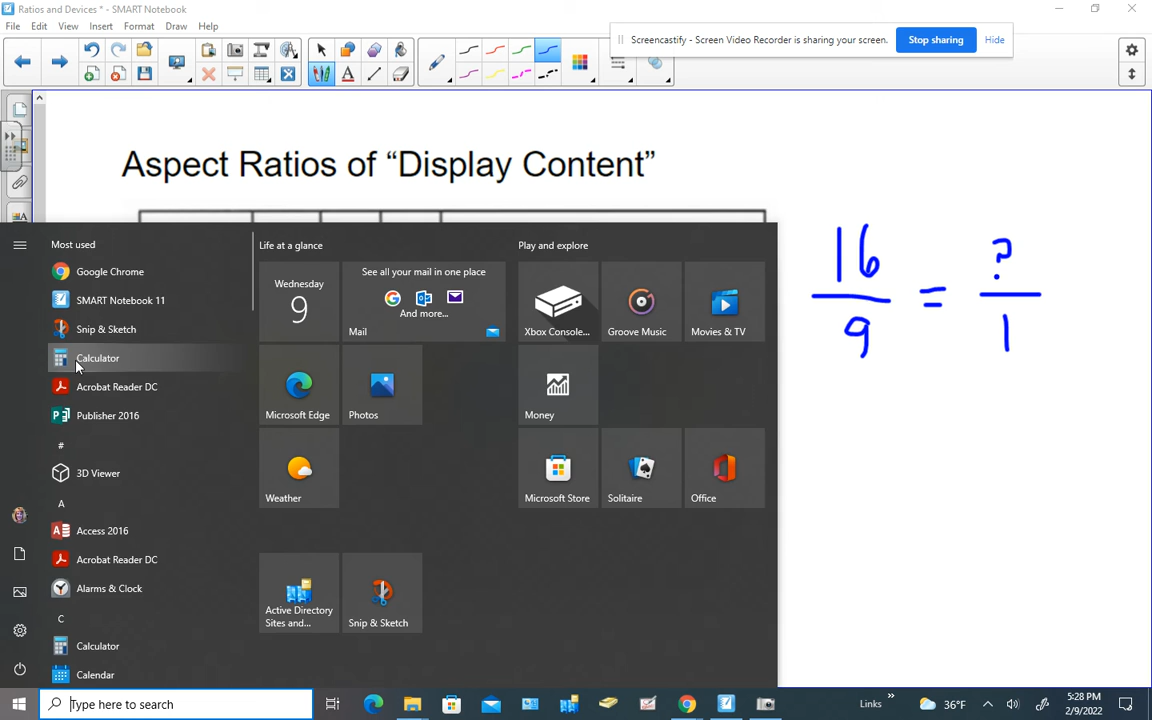 Ratios and Devices * - SMART Notebook
File Edit View Insert Format Draw Help
Screencastify - Screen Video Recorder is sharing your screen. Stop sharing Hide
Aspect Ratios of “Display Content”
16
9
=
?
1
Most used
Google Chrome
SMART Notebook 11
Snip & Sketch
Calculator
Acrobat Reader DC
Publisher 2016
#
3D Viewer
A
Access 2016
Acrobat Reader DC
Alarms & Clock
C
Calculator
Calendar
Life at a glance
Wednesday
9
See all your mail in one place
And more...
Mail
Microsoft Edge
Photos
Weather
Active Directory
Sites and...
Snip & Sketch
Play and explore
Xbox Console...
Groove Music
Movies & TV
Money
Microsoft Store
Solitaire
Office
Type here to search
Links
»
36°F
5:28 PM
2/9/2022